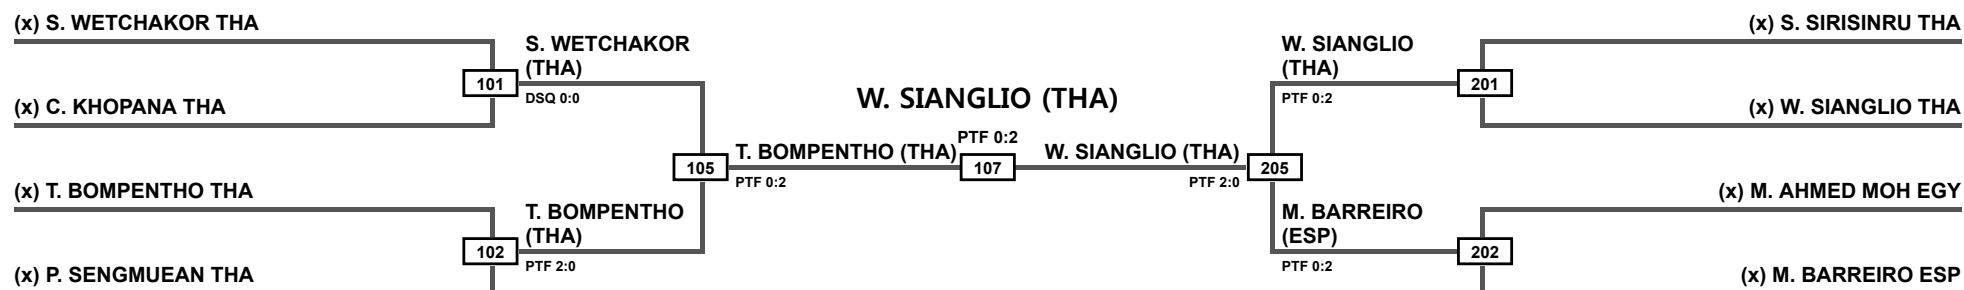 (x) S. WETCHAKOR THA
(x) C. KHOPANA THA
(x) T. BOMPENTHO THA
(x) P. SENGMUEAN THA
101
S. WETCHAKOR
(THA)
DSQ 0:0
102
T. BOMPENTHO
(THA)
PTF 2:0
105
T. BOMPENTHO (THA)
PTF 0:2
W. SIANGLIO (THA)
PTF 0:2
107
W. SIANGLIO (THA)
PTF 2:0
205
W. SIANGLIO
(THA)
PTF 0:2
201
M. BARREIRO
(ESP)
PTF 0:2
202
(x) S. SIRISINRU THA
(x) W. SIANGLIO THA
(x) M. AHMED MOH EGY
(x) M. BARREIRO ESP